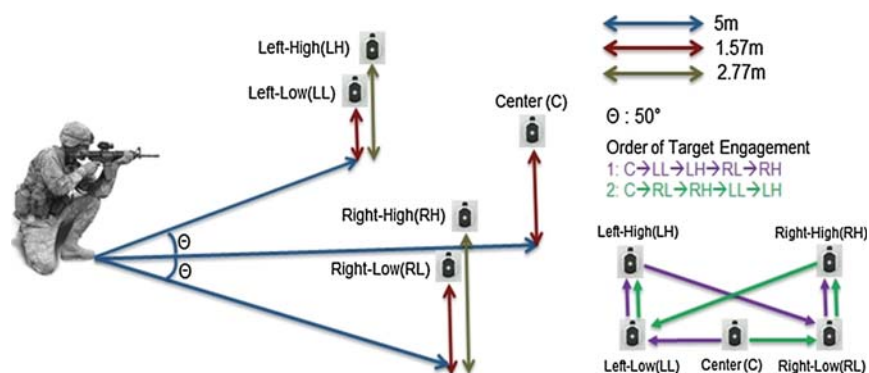 Left-High(LH)
Left-Low(LL)
Center (C)
Right-High(RH)
Right-Low(RL)
Θ
Θ
5m
1.57m
2.77m
Θ : 50°
Order of Target Engagement
1: C→LL→LH→RL→RH
2: C→RL→RH→LL→LH
Left-High(LH) Right-High(RH)
Left-Low(LL) Center(C) Right-Low(RL)